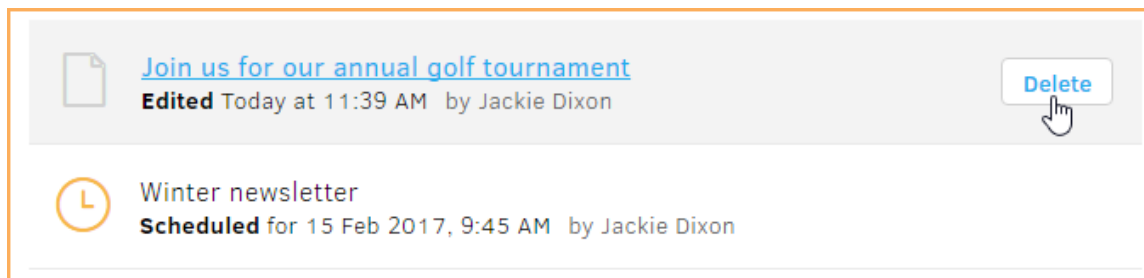 Join us for our annual golf tournament
Edited Today at 11:39 AM by Jackie Dixon
Delete
Winter newsletter
Scheduled for 15 Feb 2017, 9:45 AM by Jackie Dixon